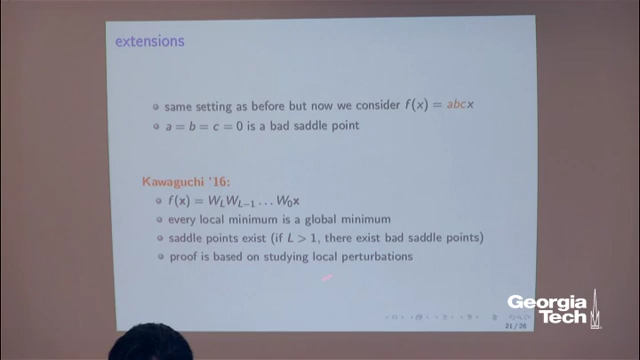 extensions
same setting as before but now we consider f(x) = abcx
a = b = c = 0 is a bad saddle point
Kawaguchi '16:
f(x) = W_L W_{L−1} … W_0 x
every local minimum is a global minimum
saddle points exist (if L > 1, there exist bad saddle points)
proof is based on studying local perturbations
Georgia
Tech
21 / 26